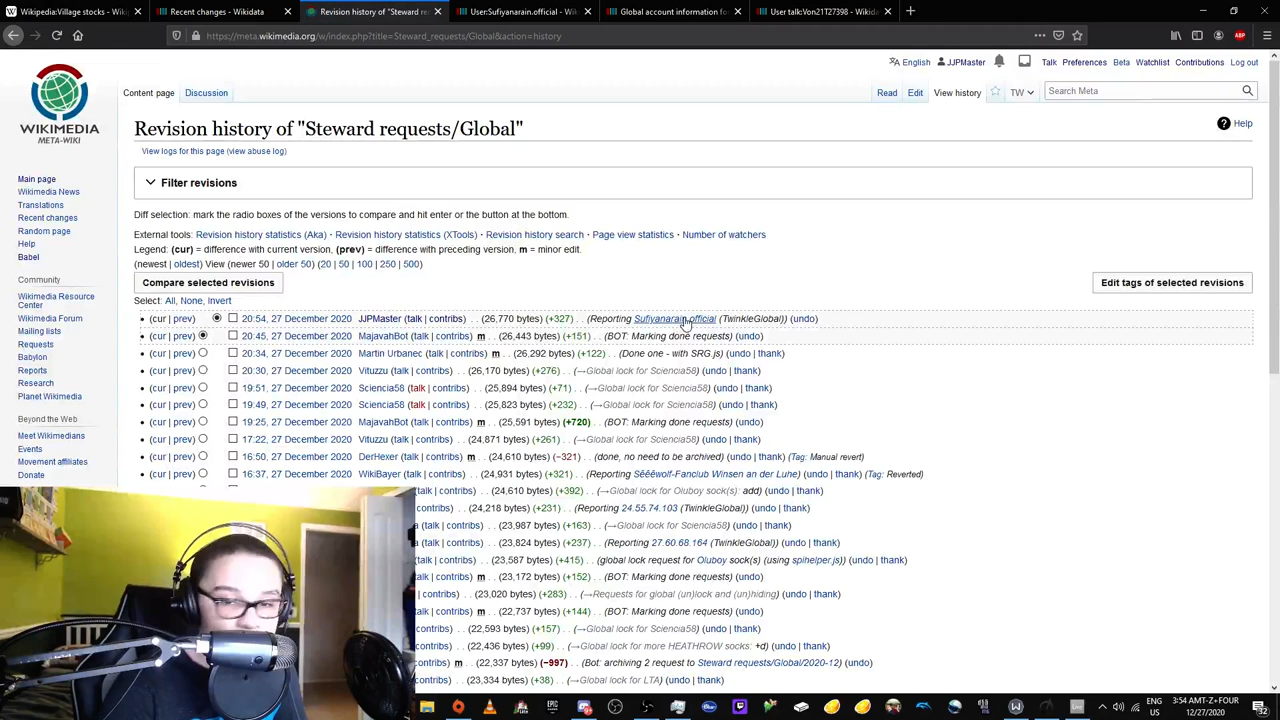 Wikipedia:Village stocks - W
Recent changes - Wikidata
Revision history of "Steward re
User:Sufiyanarain.official - Wik
Global account information fo
User talk:Von21T27398 - Wikida
https://meta.wikimedia.org/w/index.php?title=Steward_requests/Global&action=history
English JJPMaster Talk Preferences Beta Watchlist Contributions Log out
Content page Discussion Read Edit View history TW Search Meta
WIKIMEDIA
META-WIKI
Revision history of "Steward requests/Global"
Help
View logs for this page (view abuse log)
Filter revisions
Diff selection: mark the radio boxes of the versions to compare and hit enter or the button at the bottom.
External tools: Revision history statistics (Aka) · Revision history statistics (XTools) · Revision history search · Page view statistics · Number of watchers
Legend: (cur) = difference with current version, (prev) = difference with preceding version, m = minor edit.
(newest | oldest) View (newer 50 | older 50) (20 | 50 | 100 | 250 | 500)
Compare selected revisions
Edit tags of selected revisions
Select: All, None, Invert
• (cur | prev) 20:54, 27 December 2020 JJPMaster (talk | contribs) . . (26,770 bytes) (+327) . . (Reporting Sufiyanarain.official (TwinkleGlobal)) (undo)
• (cur | prev) 20:45, 27 December 2020 MajavahBot (talk | contribs) m . . (26,443 bytes) (+151) . . (BOT: Marking done requests) (undo)
• (cur | prev) 20:34, 27 December 2020 Martin Urbanec (talk | contribs) m . . (26,292 bytes) (+122) . . (Done one - with SRG.js) (undo | thank)
• (cur | prev) 20:30, 27 December 2020 Vituzzu (talk | contribs) . . (26,170 bytes) (+276) . . (→Global lock for Sciencia58) (undo | thank)
• (cur | prev) 19:51, 27 December 2020 Sciencia58 (talk | contribs) . . (25,894 bytes) (+71) . . (→Global lock for Sciencia58) (undo | thank)
• (cur | prev) 19:49, 27 December 2020 Sciencia58 (talk | contribs) . . (25,823 bytes) (+232) . . (→Global lock for Sciencia58) (undo | thank)
• (cur | prev) 19:25, 27 December 2020 MajavahBot (talk | contribs) m . . (25,591 bytes) (+720) . . (BOT: Marking done requests) (undo)
• (cur | prev) 17:22, 27 December 2020 Vituzzu (talk | contribs) . . (24,871 bytes) (+261) . . (→Global lock for Sciencia58) (undo | thank)
• (cur | prev) 16:50, 27 December 2020 DerHexer (talk | contribs) m . . (24,610 bytes) (−321) . . (done, no need to be archived) (undo | thank) (Tag: Manual revert)
• (cur | prev) 16:37, 27 December 2020 WikiBayer (talk | contribs) . . (24,931 bytes) (+321) . . (Reporting Sêêêwolf-Fanclub Winsen an der Luhe) (undo | thank) (Tag: Reverted)
talk | contribs) . . (24,610 bytes) (+392) . . (→Global lock for Oluboy sock(s): add) (undo | thank)
talk | contribs) . . (24,218 bytes) (+231) . . (Reporting 24.55.74.103 (TwinkleGlobal)) (undo | thank)
talk | contribs) . . (23,987 bytes) (+163) . . (→Global lock for Sciencia58) (undo | thank)
talk | contribs) . . (23,824 bytes) (+237) . . (Reporting 27.60.68.164 (TwinkleGlobal)) (undo | thank)
talk | contribs) . . (23,587 bytes) (+415) . . (global lock request for Oluboy sock(s) (using spihelper.js)) (undo | thank)
talk | contribs) m . . (23,172 bytes) (+152) . . (BOT: Marking done requests) (undo)
contribs) . . (23,020 bytes) (+283) . . (→Requests for global (un)lock and (un)hiding) (undo | thank)
talk | contribs) m . . (22,737 bytes) (+144) . . (BOT: Marking done requests) (undo)
contribs) . . (22,593 bytes) (+157) . . (→Global lock for Sciencia58) (undo | thank)
contribs) . . (22,436 bytes) (+99) . . (→Global lock for more HEATHROW socks: +d) (undo | thank)
contribs) m . . (22,337 bytes) (−997) . . (Bot: archiving 2 request to Steward requests/Global/2020-12) (undo)
contribs) . . (23,334 bytes) (+38) . . (→Global lock for LTA) (undo | thank)
Main page
Wikimedia News
Translations
Recent changes
Random page
Help
Babel
Community
Wikimedia Resource
Center
Wikimedia Forum
Mailing lists
Requests
Babylon
Reports
Research
Planet Wikimedia
Beyond the Web
Meet Wikimedians
Events
Movement affiliates
Donate
ENG
INTL
3:54 AMT-Z+FOUR
12/27/2020